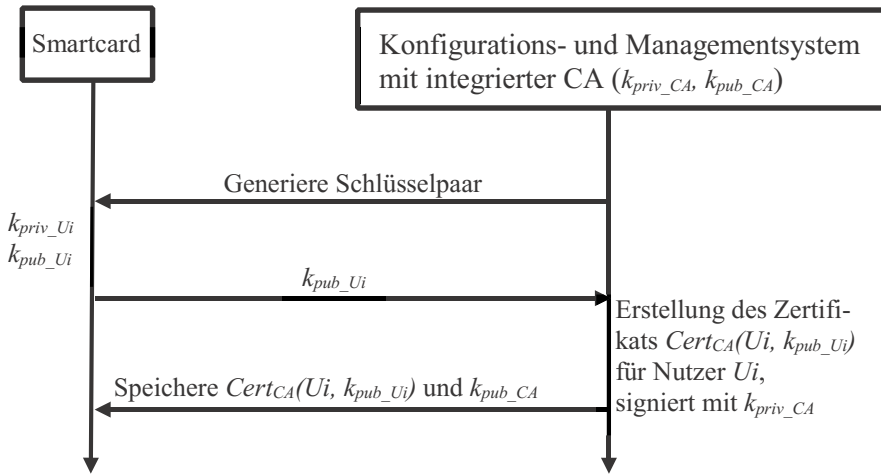 Smartcard
Konfigurations- und Managementsystem
mit integrierter CA (k_priv_CA, k_pub_CA)
Generiere Schlüsselpaar
k_priv_Ui
k_pub_Ui
k_pub_Ui
Erstellung des Zertifi-
kats Cert_CA(Ui, k_pub_Ui)
für Nutzer Ui,
signiert mit k_priv_CA
Speichere Cert_CA(Ui, k_pub_Ui) und k_pub_CA